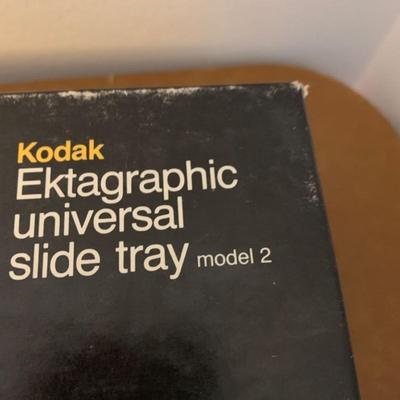 Kodak
Ektagraphic
universal
slide tray model 2